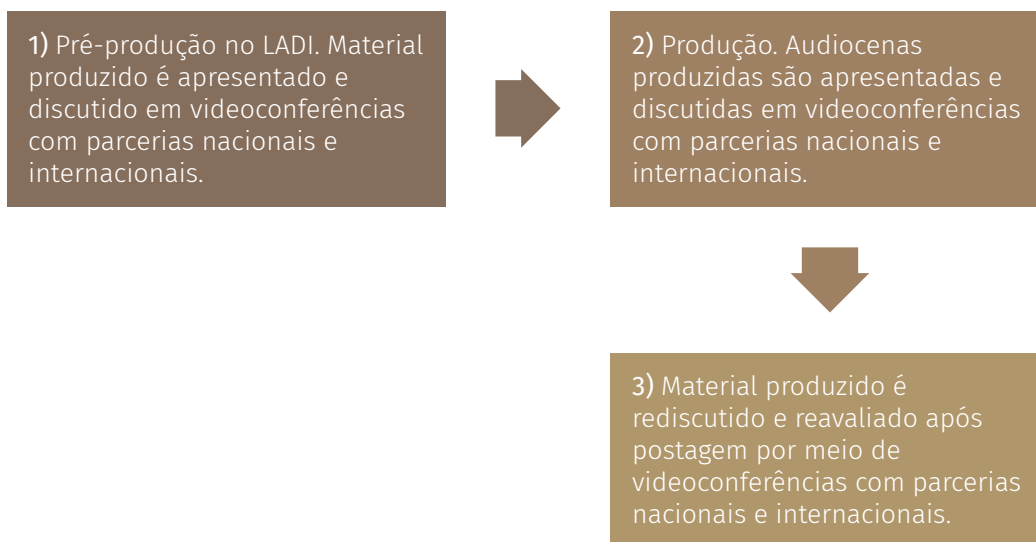 1) Pré-produção no LADI. Material
produzido é apresentado e
discutido em videoconferências
com parcerias nacionais e
internacionais.
2) Produção. Audiocenas
produzidas são apresentadas e
discutidas em videoconferências
com parcerias nacionais e
internacionais.
3) Material produzido é
rediscutido e reavaliado após
postagem por meio de
videoconferências com parcerias
nacionais e internacionais.